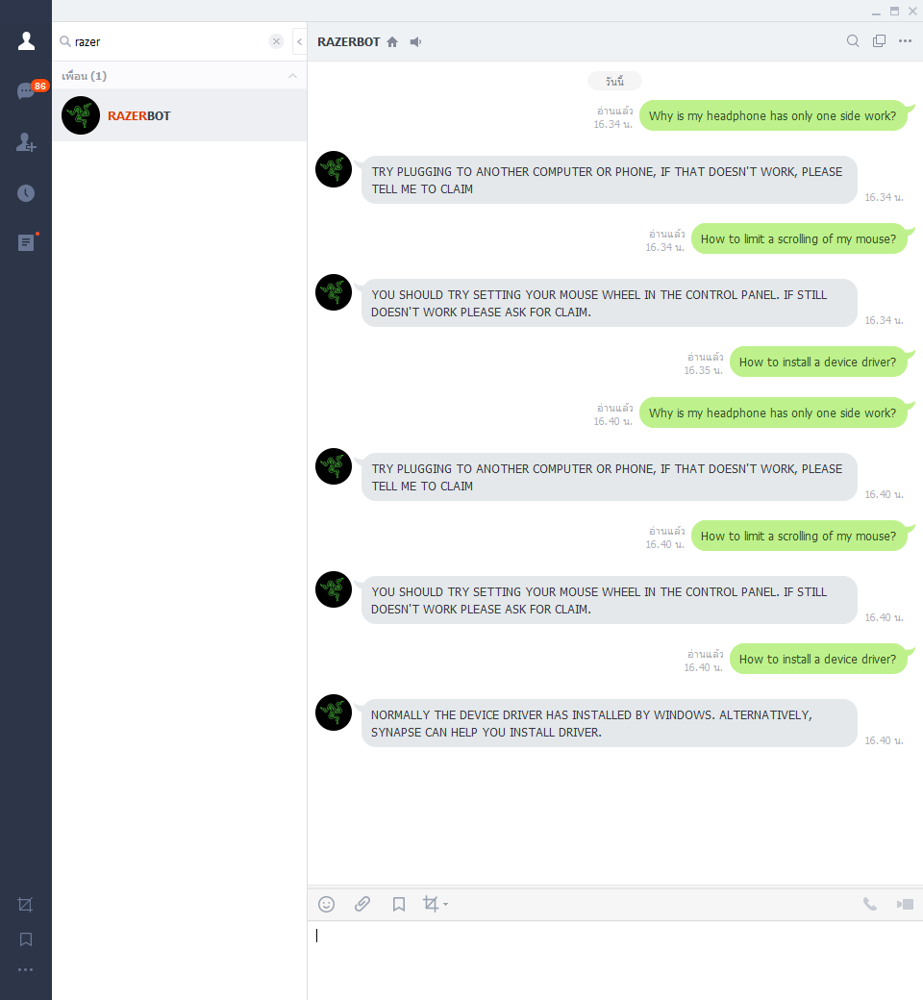 razer
86
เพื่อน (1)
RAZERBOT
RAZERBOT
วันนี้
อ่านแล้ว
16.34 น.
Why is my headphone has only one side work?
TRY PLUGGING TO ANOTHER COMPUTER OR PHONE, IF THAT DOESN'T WORK, PLEASE
TELL ME TO CLAIM
16.34 น.
อ่านแล้ว
16.34 น.
How to limit a scrolling of my mouse?
YOU SHOULD TRY SETTING YOUR MOUSE WHEEL IN THE CONTROL PANEL. IF STILL
DOESN'T WORK PLEASE ASK FOR CLAIM.
16.34 น.
อ่านแล้ว
16.35 น.
How to install a device driver?
อ่านแล้ว
16.40 น.
Why is my headphone has only one side work?
TRY PLUGGING TO ANOTHER COMPUTER OR PHONE, IF THAT DOESN'T WORK, PLEASE
TELL ME TO CLAIM
16.40 น.
อ่านแล้ว
16.40 น.
How to limit a scrolling of my mouse?
YOU SHOULD TRY SETTING YOUR MOUSE WHEEL IN THE CONTROL PANEL. IF STILL
DOESN'T WORK PLEASE ASK FOR CLAIM.
16.40 น.
อ่านแล้ว
16.40 น.
How to install a device driver?
NORMALLY THE DEVICE DRIVER HAS INSTALLED BY WINDOWS. ALTERNATIVELY,
SYNAPSE CAN HELP YOU INSTALL DRIVER.
16.40 น.